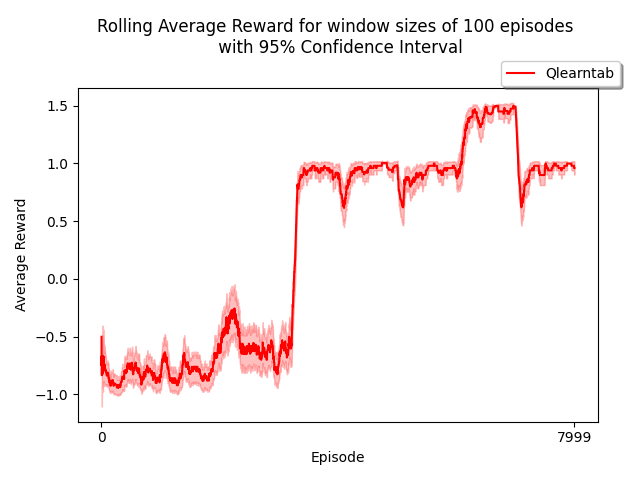 Rolling Average Reward for window sizes of 100 episodes
with 95% Confidence Interval
Qlearntab
1.5
1.0
0.5
0.0
−0.5
−1.0
Average Reward
0
7999
Episode